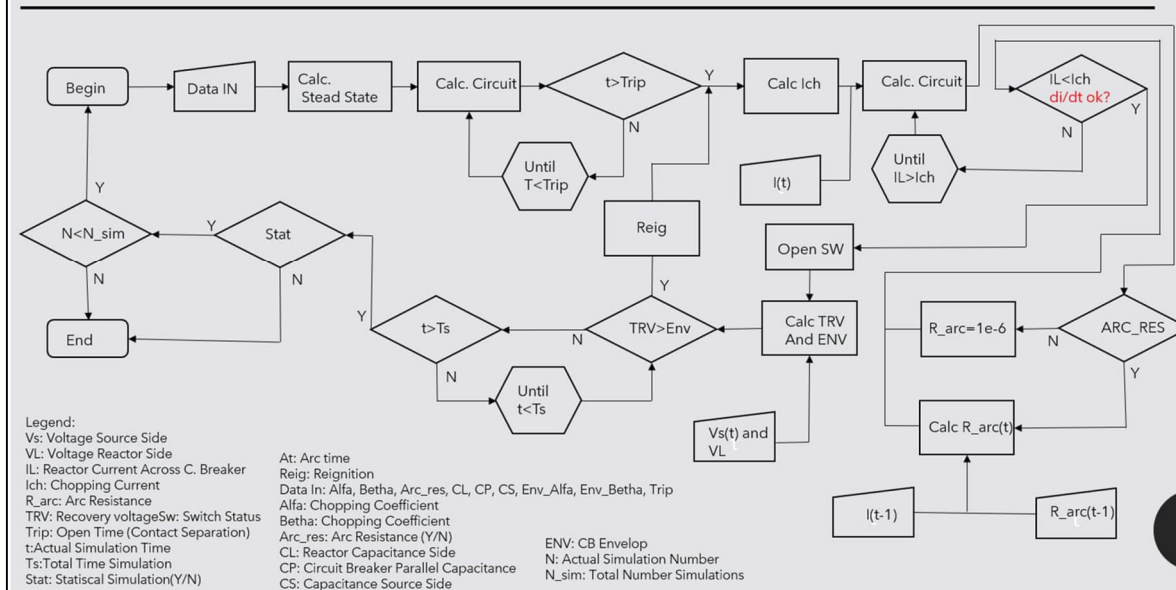 Begin
Data IN
Calc.
Stead State
Calc. Circuit
t>Trip
Y
N
Until
T<Trip
Calc Ich
I(t)
Calc. Circuit
Until
IL>Ich
IL<Ich
di/dt ok?
Y
N
N<N_sim
Y
N
End
Stat
Y
N
Reig
Y
Open SW
t>Ts
Y
N
Until
t<Ts
TRV>Env
N
Calc TRV
And ENV
Vs(t) and
VL
R_arc=1e-6
N
ARC_RES
Y
Calc R_arc(t)
I(t-1)
R_arc(t-1)
Legend:
Vs: Voltage Source Side
VL: Voltage Reactor Side
IL: Reactor Current Across C. Breaker
Ich: Chopping Current
R_arc: Arc Resistance
TRV: Recovery voltageSw: Switch Status
Trip: Open Time (Contact Separation)
t:Actual Simulation Time
Ts:Total Time Simulation
Stat: Statiscal Simulation(Y/N)
At: Arc time
Reig: Reignition
Data In: Alfa, Betha, Arc_res, CL, CP, CS, Env_Alfa, Env_Betha, Trip
Alfa: Chopping Coefficient
Betha: Chopping Coefficient
Arc_res: Arc Resistance (Y/N)
CL: Reactor Capacitance Side
CP: Circuit Breaker Parallel Capacitance
CS: Capacitance Source Side
ENV: CB Envelop
N: Actual Simulation Number
N_sim: Total Number Simulations